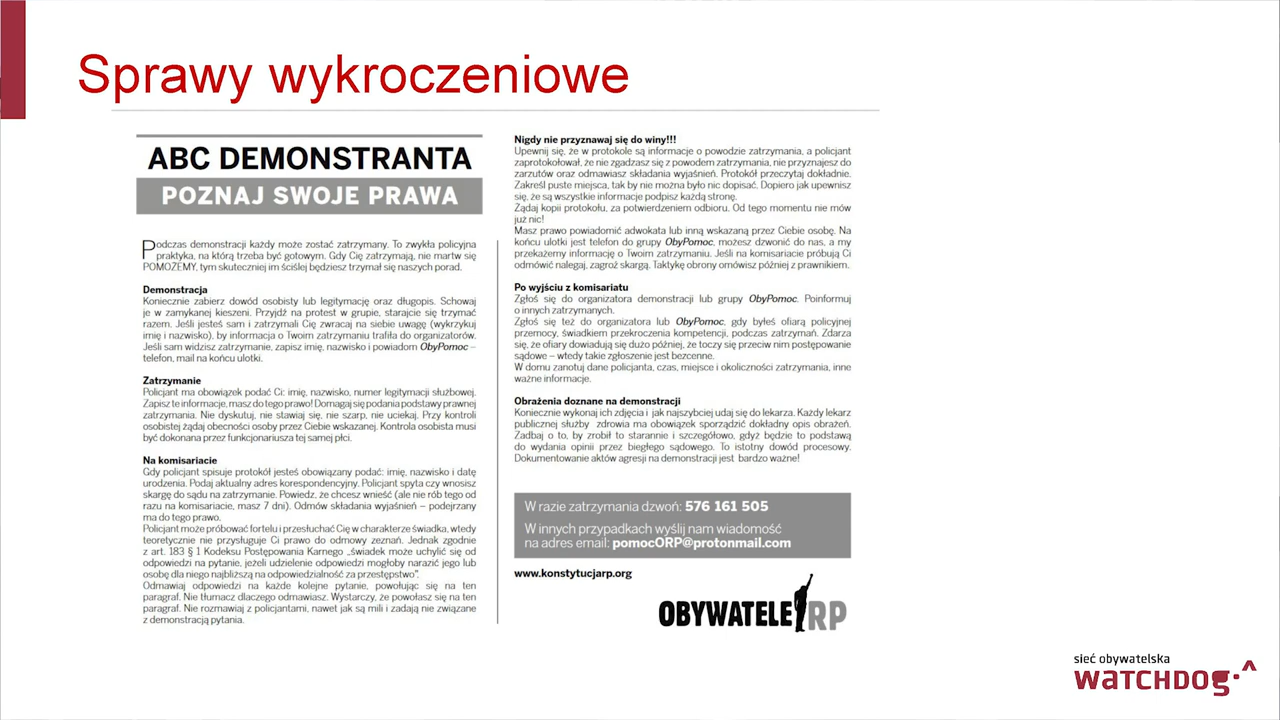 Sprawy wykroczeniowe
ABC DEMONSTRANTA
POZNAJ SWOJE PRAWA
Podczas demonstracji każdy może zostać zatrzymany. To zwykła policyjna
praktyka, na którą trzeba być gotowym. Gdy Cię zatrzymają, nie martw się
POMOŻEMY, tym skuteczniej im ściślej będziesz trzymał się naszych porad.
Demonstracja
Koniecznie zabierz dowód osobisty lub legitymację oraz długopis. Schowaj
je w zamykanej kieszeni. Przyjdź na protest w grupie, starajcie się trzymać
razem. Jeśli jesteś sam i zatrzymali Cię zwracaj na siebie uwagę (wykrzykuj
imię i nazwisko), by informacja o Twoim zatrzymaniu trafiła do organizatorów.
Jeśli sam widzisz zatrzymanie, zapisz imię, nazwisko i powiadom ObyPomoc –
telefon, mail na końcu ulotki.
Zatrzymanie
Policjant ma obowiązek podać Ci: imię, nazwisko, numer legitymacji służbowej.
Zapisz te informacje, masz do tego prawo! Domagaj się podania podstawy prawnej
zatrzymania. Nie dyskutuj, nie stawiaj się, nie szarp, nie uciekaj. Przy kontroli
osobistej żądaj obecności osoby przez Ciebie wskazanej. Kontrola osobista musi
być dokonana przez funkcjonariusza tej samej płci.
Na komisariacie
Gdy policjant spisuje protokół jesteś obowiązany podać: imię, nazwisko i datę
urodzenia. Podaj aktualny adres korespondencyjny. Policjant spyta czy wnosisz
skargę do sądu na zatrzymanie. Powiedz, że chcesz wnieść (ale nie rób tego od
razu na komisariacie, masz 7 dni). Odmów składania wyjaśnień – podejrzany
ma do tego prawo.
Policjant może próbować fortelu i przesłuchać Cię w charakterze świadka, wtedy
teoretycznie nie przysługuje Ci prawo do odmowy zeznań. Jednak zgodnie
z art. 183 § 1 Kodeksu Postępowania Karnego „świadek może uchylić się od
odpowiedzi na pytanie, jeżeli udzielenie odpowiedzi mogłoby narazić jego lub
osobę dla niego najbliższą na odpowiedzialność za przestępstwo".
Odmawiaj odpowiedzi na każde kolejne pytanie, powołując się na ten
paragraf. Nie tłumacz dlaczego odmawiasz. Wystarczy, że powołasz się na ten
paragraf. Nie rozmawiaj z policjantami, nawet jak są mili i zadają nie związane
z demonstracją pytania.
Nigdy nie przyznawaj się do winy!!!
Upewnij się, że w protokole są informacje o powodzie zatrzymania, a policjant
zaprotokołował, że nie zgadzasz się z powodem zatrzymania, nie przyznajesz do
zarzutów oraz odmawiasz składania wyjaśnień. Protokół przeczytaj dokładnie.
Zakreśl puste miejsca, tak by nie można było nic dopisać. Dopiero jak upewnisz
się, że są wszystkie informacje podpisz każdą stronę.
Żądaj kopii protokołu, za potwierdzeniem odbioru. Od tego momentu nie mów
już nic!
Masz prawo powiadomić adwokata lub inną wskazaną przez Ciebie osobę. Na
końcu ulotki jest telefon do grupy ObyPomoc, możesz dzwonić do nas, a my
przekażemy informację o Twoim zatrzymaniu. Jeśli na komisariacie próbują Ci
odmówić nalegaj, zagroź skargą. Taktykę obrony omówisz później z prawnikiem.
Po wyjściu z komisariatu
Zgłoś się do organizatora demonstracji lub grupy ObyPomoc. Poinformuj
o innych zatrzymanych.
Zgłoś się też do organizatora lub ObyPomoc, gdy byłeś ofiarą policyjnej
przemocy, świadkiem przekroczenia kompetencji, podczas zatrzymań. Zdarza
się, że ofiary dowiadują się dużo później, że toczy się przeciw nim postępowanie
sądowe – wtedy takie zgłoszenie jest bezcenne.
W domu zanotuj dane policjanta, czas, miejsce i okoliczności zatrzymania, inne
ważne informacje.
Obrażenia doznane na demonstracji
Koniecznie wykonaj ich zdjęcia i jak najszybciej udaj się do lekarza. Każdy lekarz
publicznej służby zdrowia ma obowiązek sporządzić dokładny opis obrażeń.
Zadbaj o to, by zrobił to starannie i szczegółowo, gdyż będzie to podstawą
do wydania opinii przez biegłego sądowego. To istotny dowód procesowy.
Dokumentowanie aktów agresji na demonstracji jest bardzo ważne!
W razie zatrzymania dzwoń: 576 161 505
W innych przypadkach wyślij nam wiadomość
na adres email: pomocORP@protonmail.com
www.konstytucjarp.org
OBYWATELE RP
sieć obywatelska
WATCHDOG